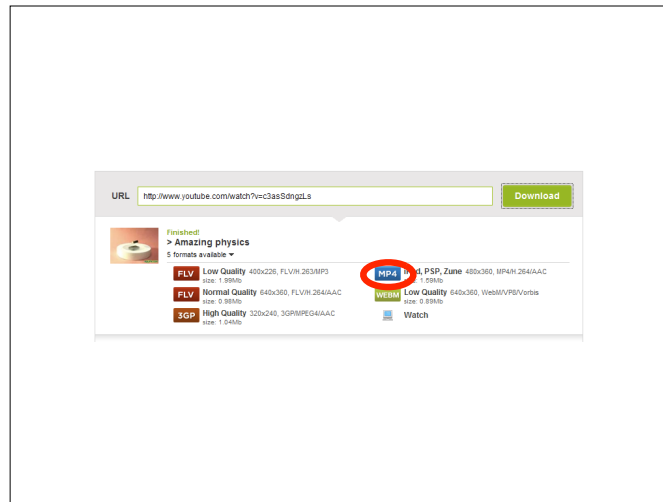 URL http://www.youtube.com/watch?v=c3asSdngzLs Download
Finished!
> Amazing physics
5 formats available
FLV Low Quality 400x226, FLV/H.263/MP3
size: 1.99Mb
FLV Normal Quality 640x360, FLV/H.264/AAC
size: 0.98Mb
3GP High Quality 320x240, 3GP/MPEG4/AAC
size: 1.04Mb
MP4 PSP, Zune 480x360, MP4/H.264/AAC
size: 1.59Mb
WEBM Low Quality 640x360, WebM/VP8/Vorbis
size: 0.89Mb
Watch